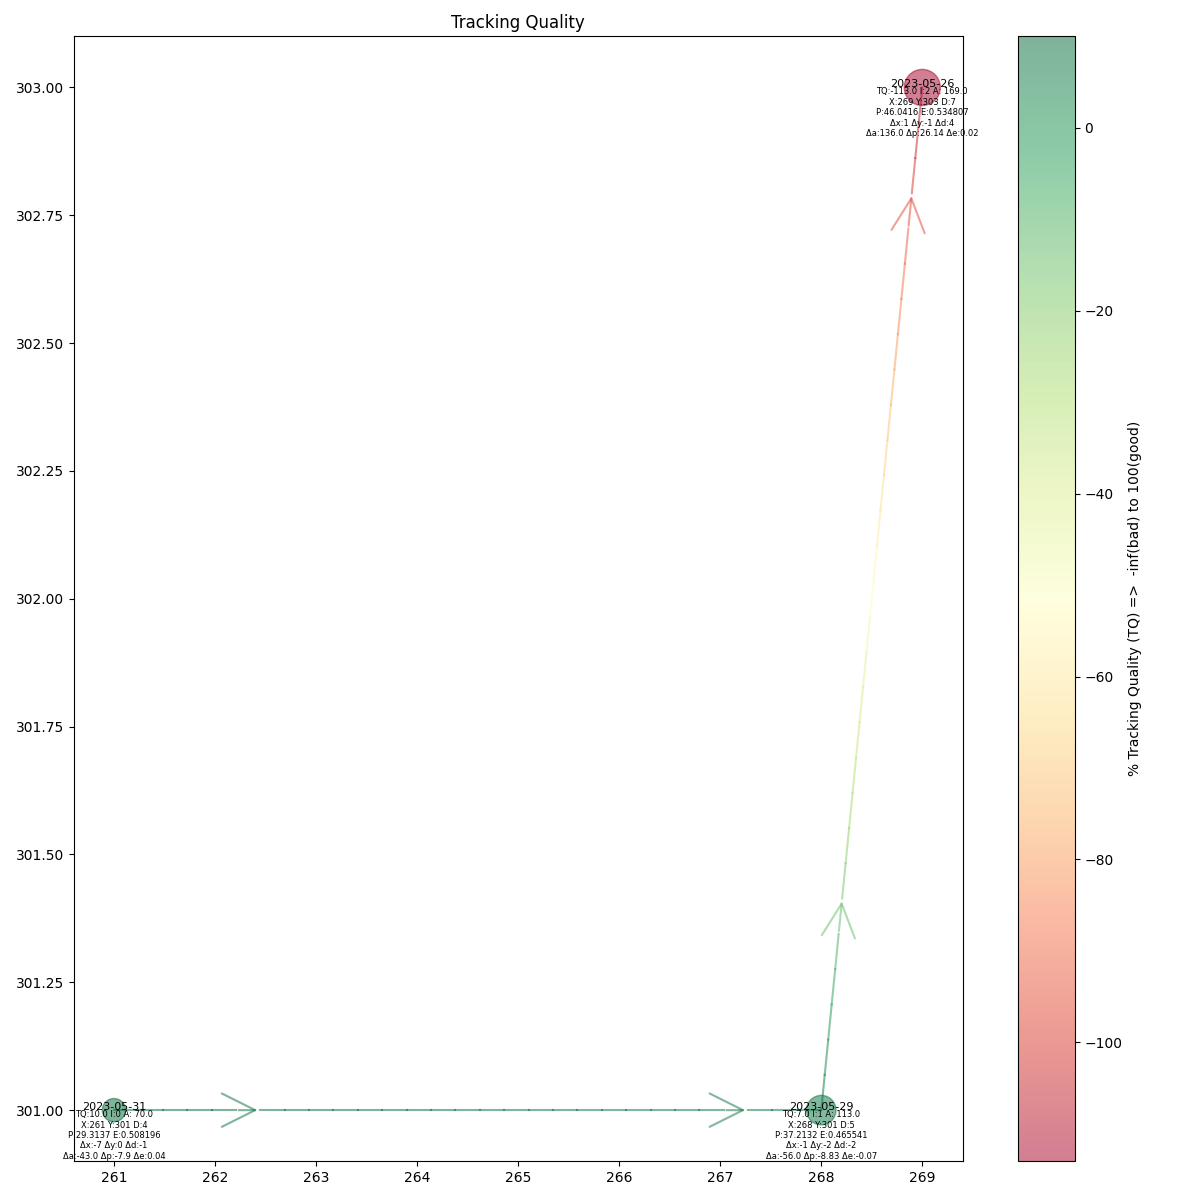 Tracking Quality
303.00
302.75
302.50
302.25
302.00
301.75
301.50
301.25
301.00
2023-05-26
TQ:-113.0 I:2 A: 169.0
X:269 Y:303 D:7
P:46.0416 E:0.534807
Δx:1 Δy:-1 Δd:4
Δa:136.0 Δp:26.14 Δe:0.02
2023-05-31
TQ:10.0 I:0 A: 70.0
X:261 Y:301 D:4
P:29.3137 E:0.508196
Δx:-7 Δy:0 Δd:-1
Δa:-43.0 Δp:-7.9 Δe:0.04
2023-05-29
TQ:7.0 I:1 A: 113.0
X:268 Y:301 D:5
P:37.2132 E:0.465541
Δx:-1 Δy:-2 Δd:-2
Δa:-56.0 Δp:-8.83 Δe:-0.07
261 262 263 264 265 266 267 268 269
0
−20
−40
−60
−80
−100
% Tracking Quality (TQ) => -inf(bad) to 100(good)